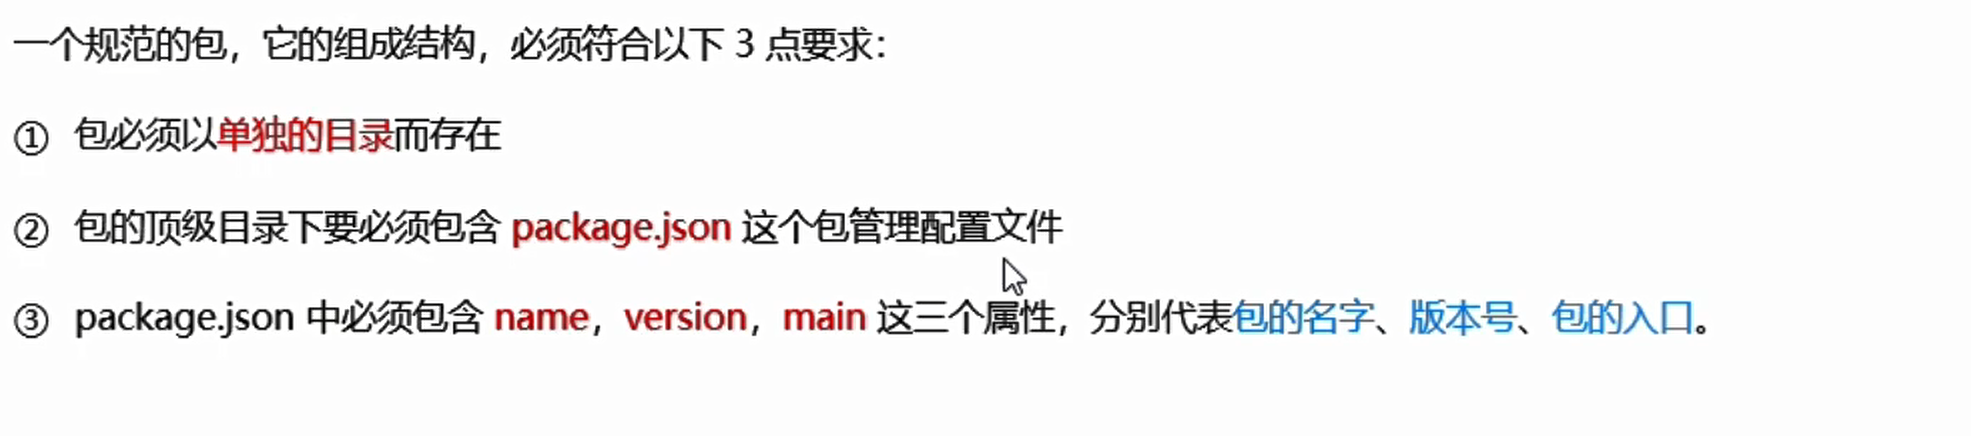 一个规范的包，它的组成结构，必须符合以下 3 点要求：
① 包必须以单独的目录而存在
② 包的顶级目录下要必须包含 package.json 这个包管理配置文件
③ package.json 中必须包含 name，version，main 这三个属性，分别代表包的名字、版本号、包的入口。